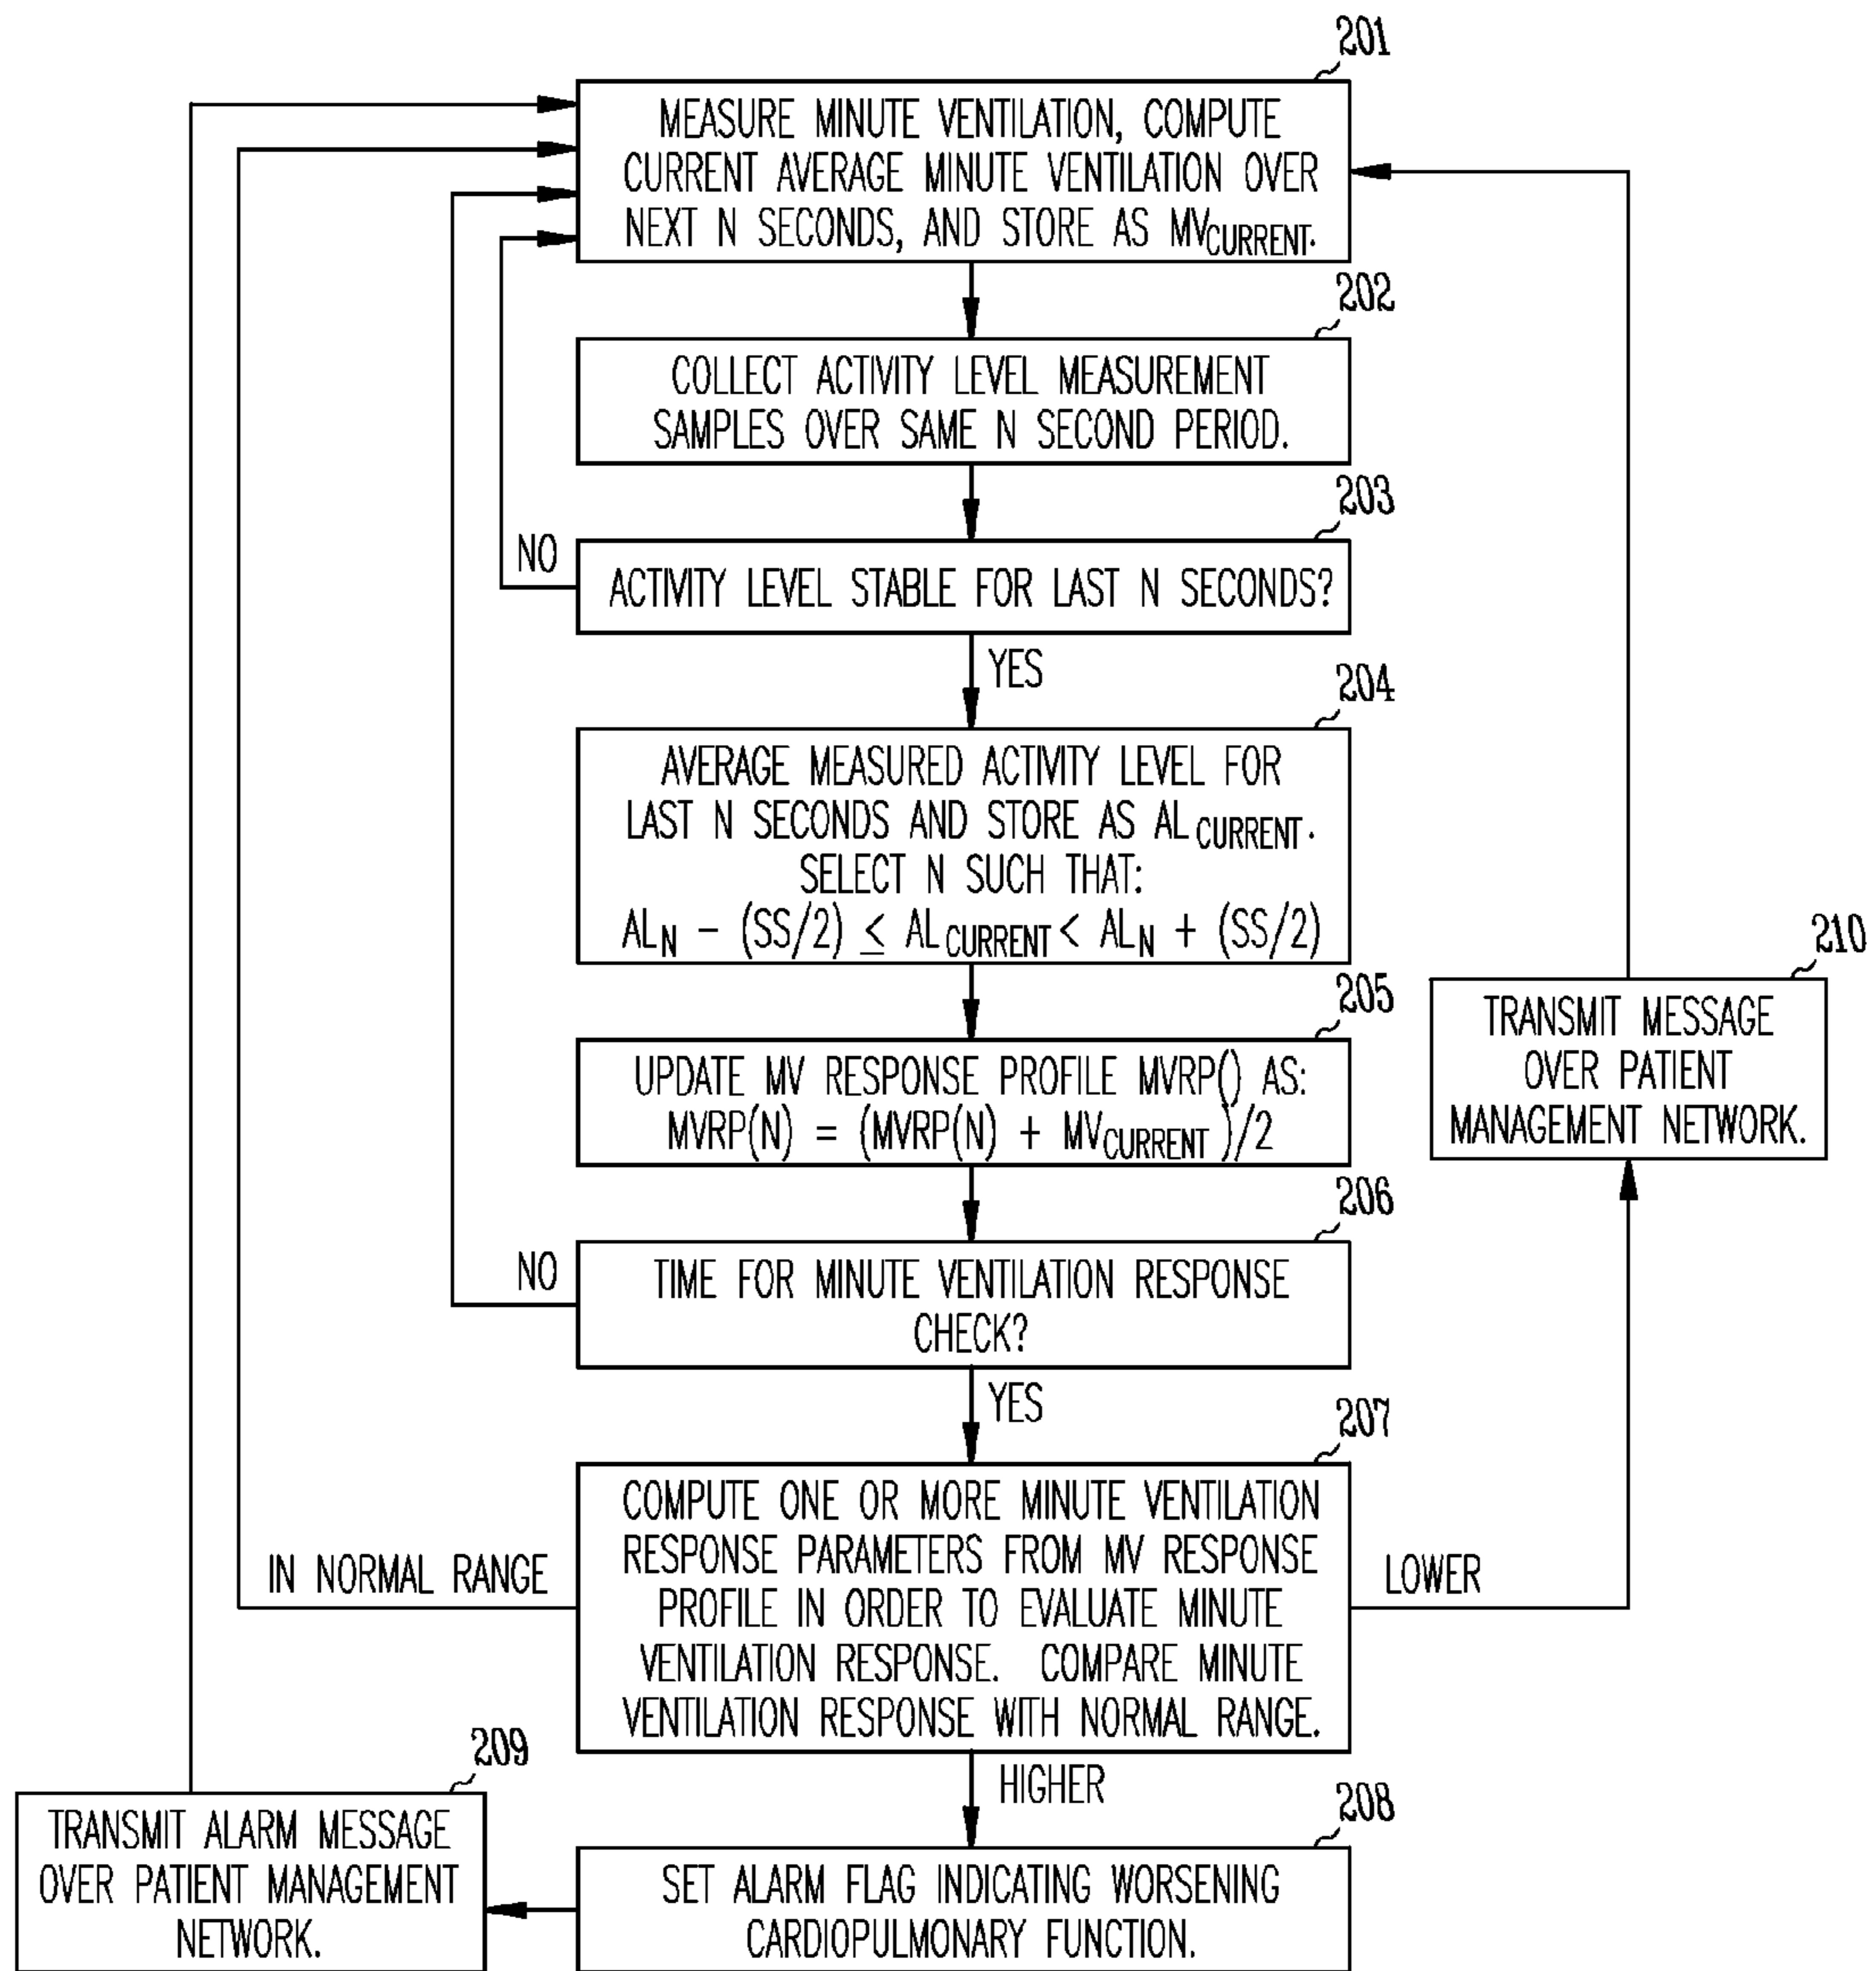 201
MEASURE MINUTE VENTILATION, COMPUTE
CURRENT AVERAGE MINUTE VENTILATION OVER
NEXT N SECONDS, AND STORE AS MVCURRENT.
202
COLLECT ACTIVITY LEVEL MEASUREMENT
SAMPLES OVER SAME N SECOND PERIOD.
203
NO
ACTIVITY LEVEL STABLE FOR LAST N SECONDS?
YES
204
AVERAGE MEASURED ACTIVITY LEVEL FOR
LAST N SECONDS AND STORE AS ALCURRENT.
SELECT N SUCH THAT:
ALN - (SS/2) ≤ ALCURRENT < ALN + (SS/2)
205
UPDATE MV RESPONSE PROFILE MVRP() AS:
MVRP(N) = (MVRP(N) + MVCURRENT)/2
206
NO
TIME FOR MINUTE VENTILATION RESPONSE
CHECK?
YES
207
COMPUTE ONE OR MORE MINUTE VENTILATION
RESPONSE PARAMETERS FROM MV RESPONSE
PROFILE IN ORDER TO EVALUATE MINUTE
VENTILATION RESPONSE. COMPARE MINUTE
VENTILATION RESPONSE WITH NORMAL RANGE.
IN NORMAL RANGE
LOWER
210
TRANSMIT MESSAGE
OVER PATIENT
MANAGEMENT NETWORK.
HIGHER
208
SET ALARM FLAG INDICATING WORSENING
CARDIOPULMONARY FUNCTION.
209
TRANSMIT ALARM MESSAGE
OVER PATIENT MANAGEMENT
NETWORK.